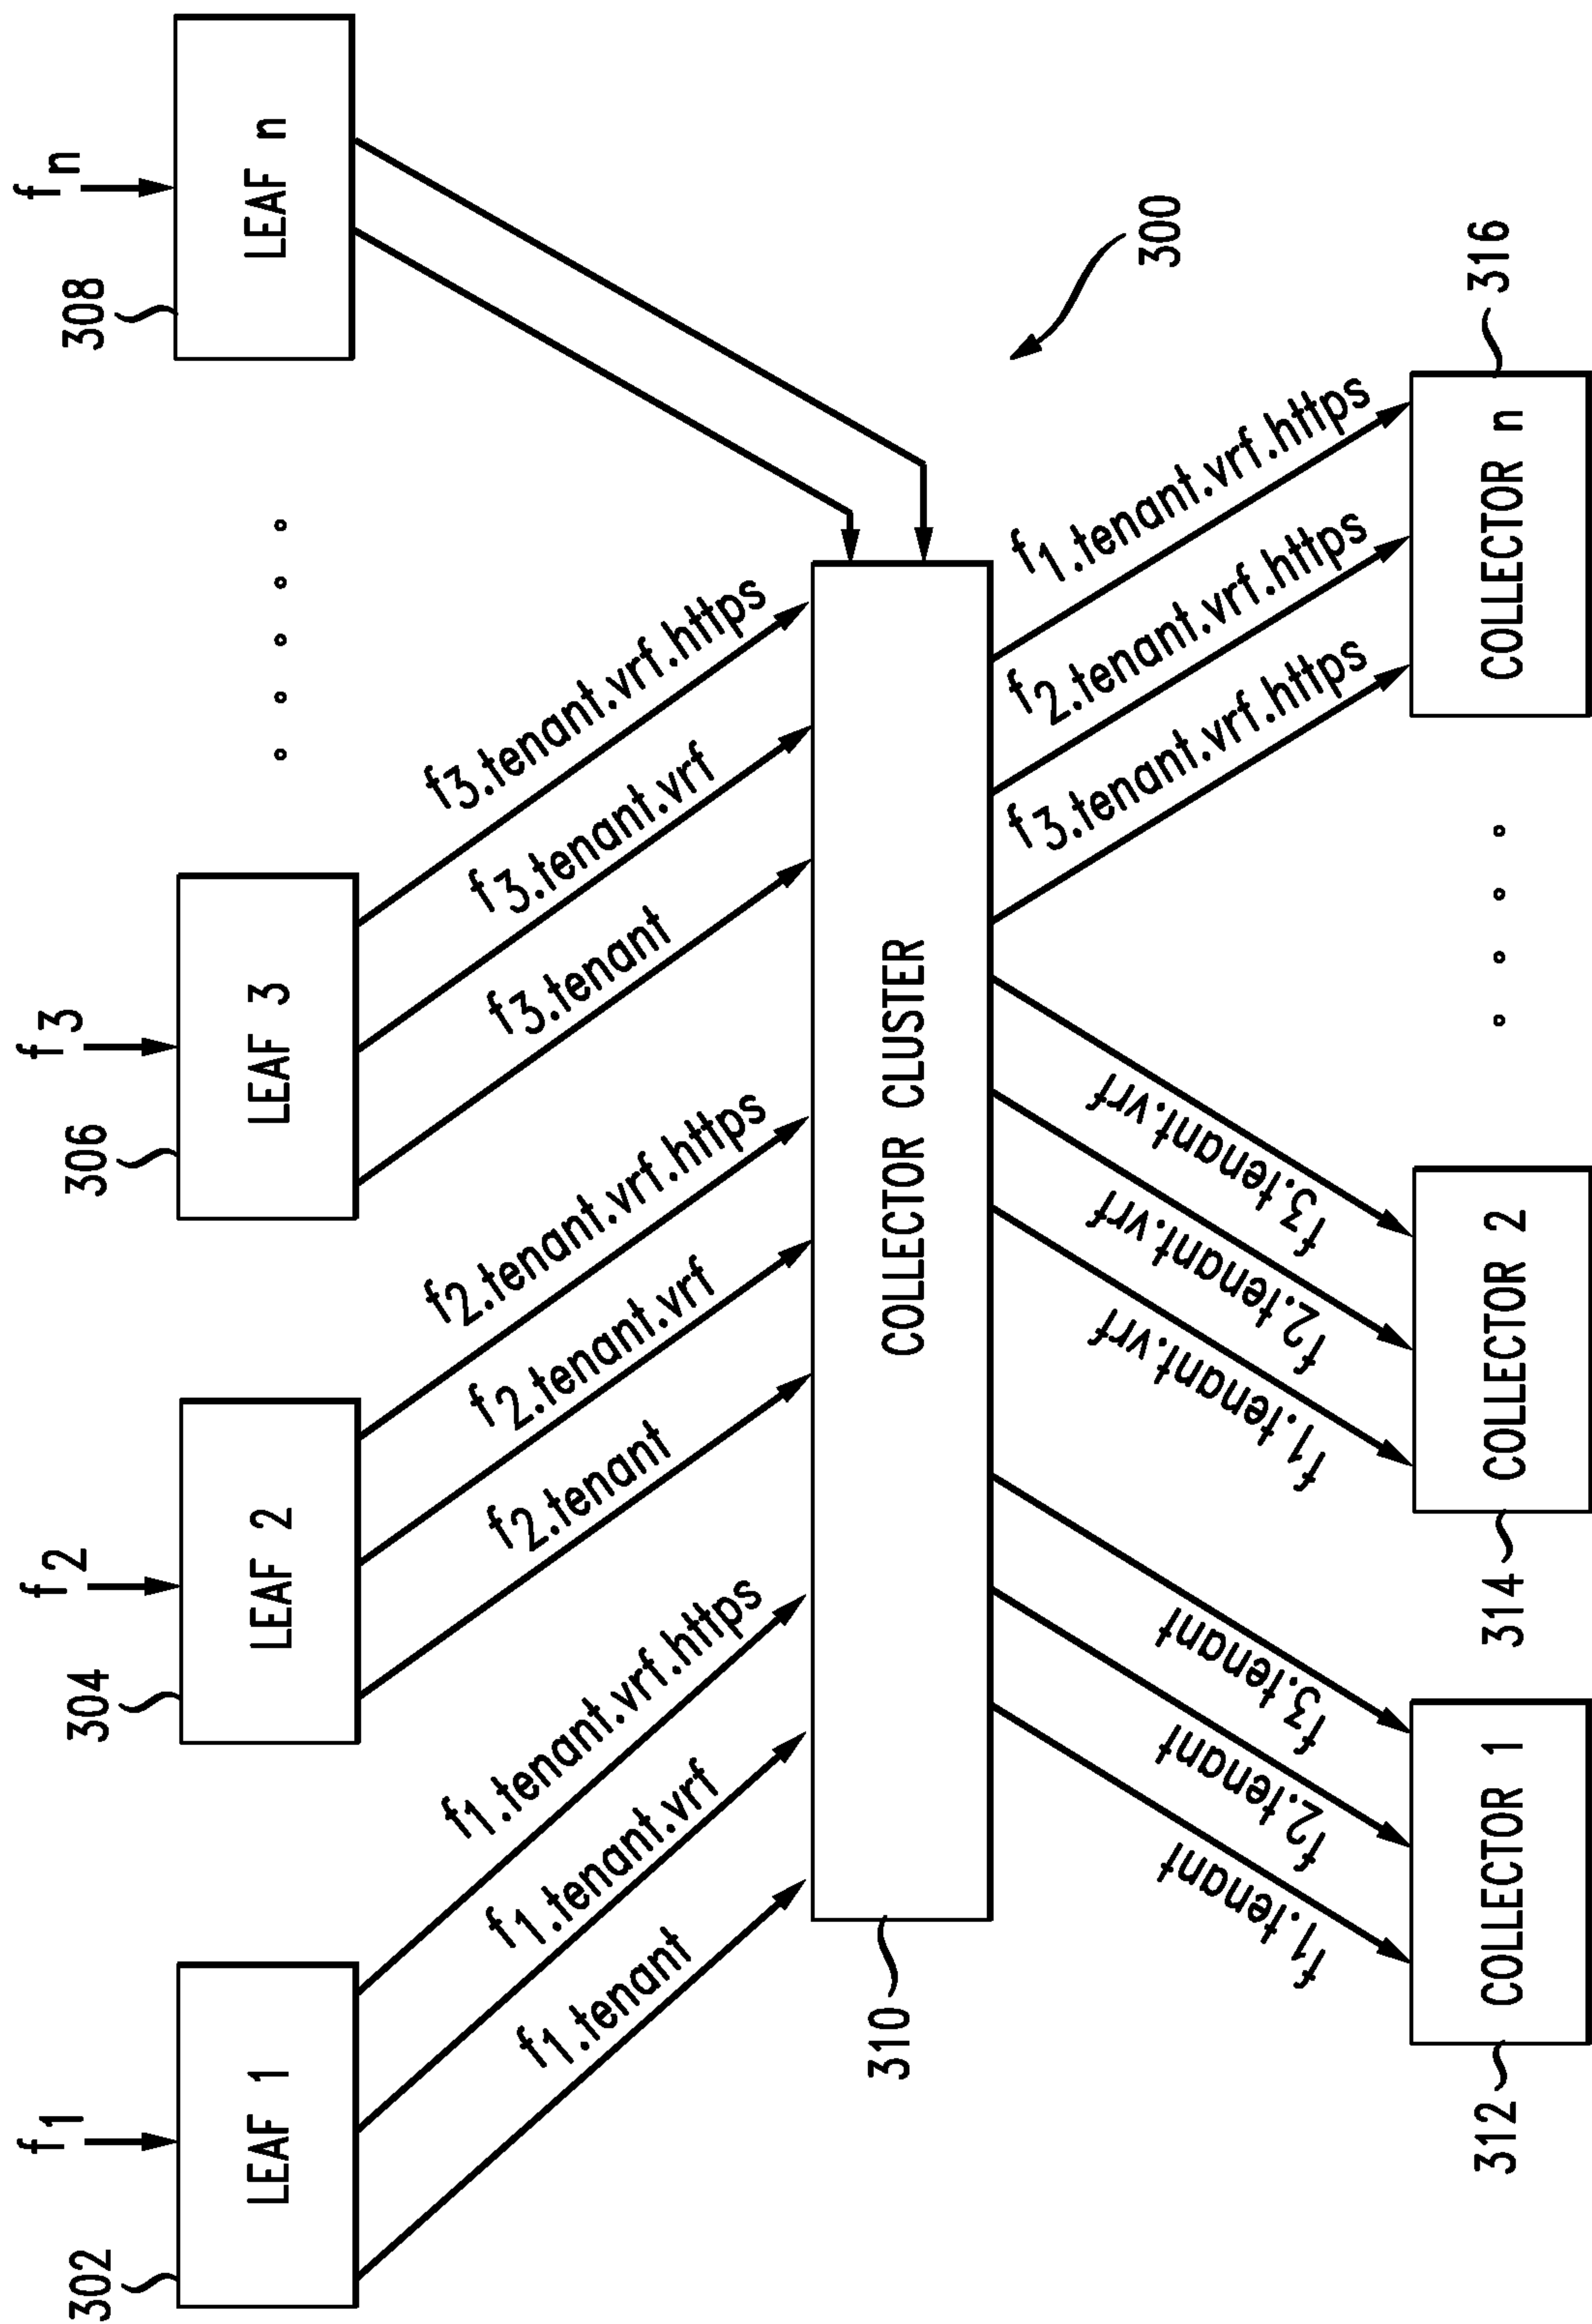 f1
f2
f3
fn
302
304
306
308
LEAF 1
LEAF 2
LEAF 3
LEAF n
f1.tenant
f1.tenant.vrf
f1.tenant.vrf.https
f2.tenant
f2.tenant.vrf
f2.tenant.vrf.https
f3.tenant
f3.tenant.vrf
f3.tenant.vrf.https
310
COLLECTOR CLUSTER
300
f1.tenant
f2.tenant
f3.tenant
f1.tenant.vrf
f2.tenant.vrf
f3.tenant.vrf
f3.tenant.vrf.https
f2.tenant.vrf.https
f1.tenant.vrf.https
312
COLLECTOR 1
314
COLLECTOR 2
COLLECTOR n
316